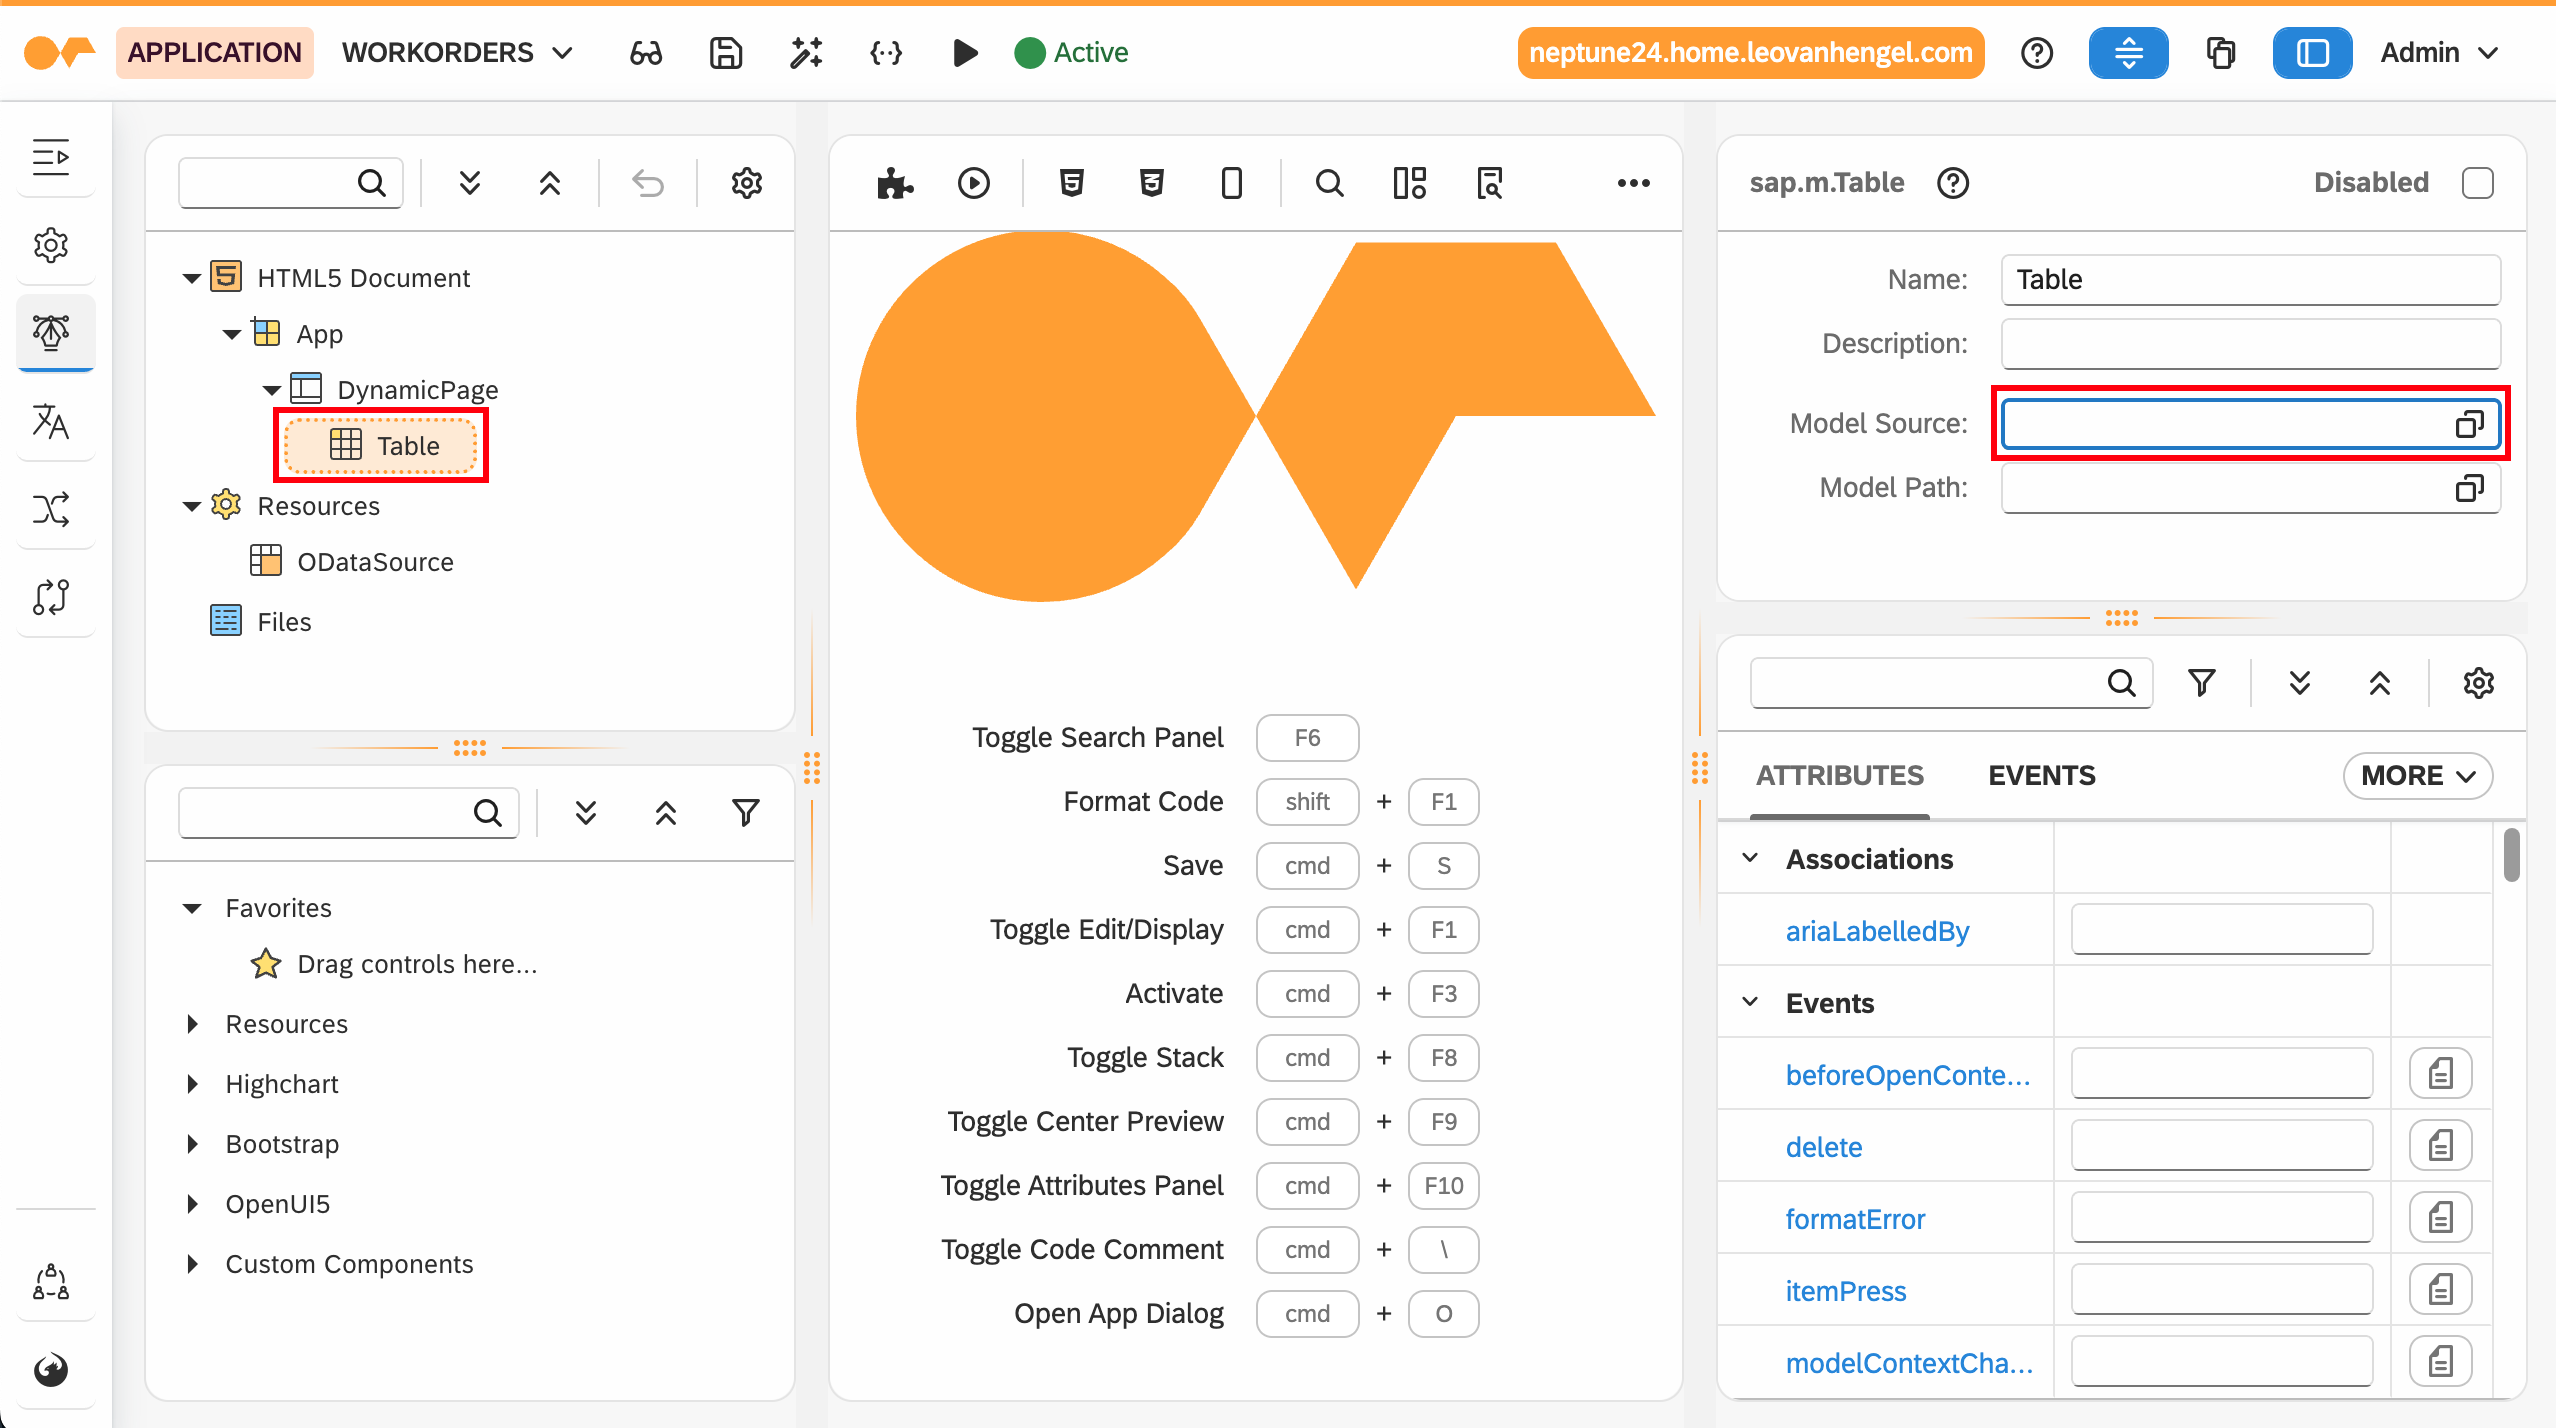 APPLICATION WORKORDERS Active neptune24.home.leovanhengel.com Admin
HTML5 Document
App
DynamicPage
Table
Resources
ODataSource
Files
Favorites
Drag controls here...
Resources
Highchart
Bootstrap
OpenUI5
Custom Components
Toggle Search Panel F6
Format Code shift + F1
Save cmd + S
Toggle Edit/Display cmd + F1
Activate cmd + F3
Toggle Stack cmd + F8
Toggle Center Preview cmd + F9
Toggle Attributes Panel cmd + F10
Toggle Code Comment cmd + \
Open App Dialog cmd + O
sap.m.Table Disabled
Name: Table
Description:
Model Source:
Model Path:
ATTRIBUTES EVENTS MORE
Associations
ariaLabelledBy
Events
beforeOpenConte...
delete
formatError
itemPress
modelContextCha...